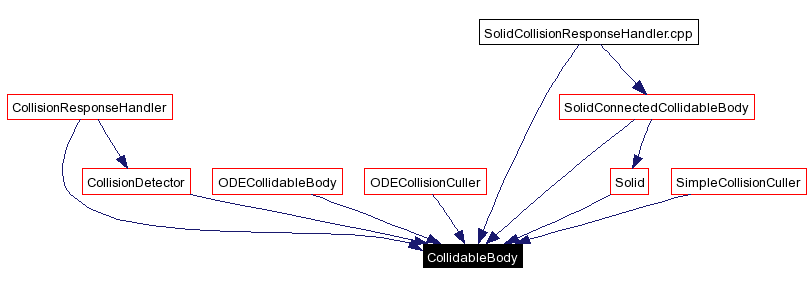 SolidCollisionResponseHandler.cpp
CollisionResponseHandler
SolidConnectedCollidableBody
CollisionDetector
ODECollidableBody
ODECollisionCuller
Solid
SimpleCollisionCuller
CollidableBody